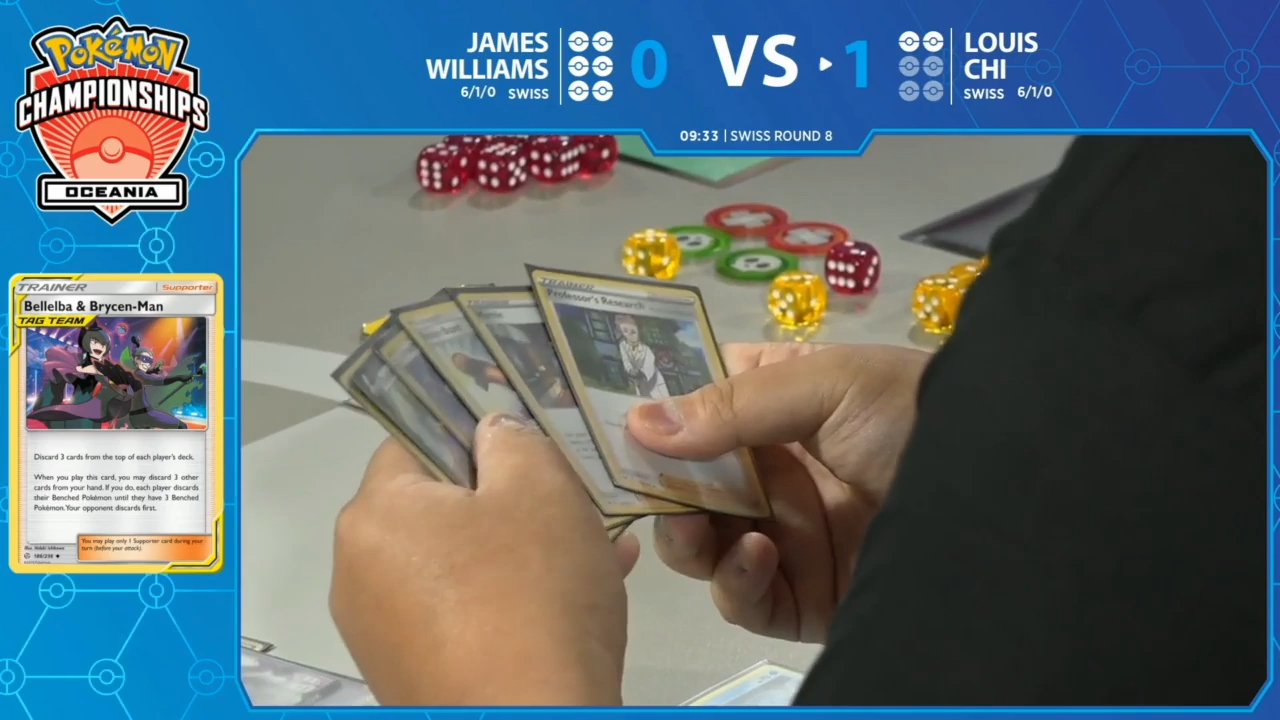 Pokémon
CHAMPIONSHIPS
OCEANIA
JAMES
WILLIAMS
6/1/0 SWISS
0
VS
1
LOUIS
CHI
SWISS 6/1/0
09:33 | SWISS ROUND 8
TRAINER Supporter
Bellelba & Brycen-Man
TAG TEAM
Discard 3 cards from the top of each player's deck.
When you play this card, you may discard 3 other
cards from your hand. If you do, each player discards
their Benched Pokémon until they have 3 Benched
Pokémon. Your opponent discards first.
You may play only 1 Supporter card during your
turn (before your attack).
TRAINER
Professor's Research
TRAINER